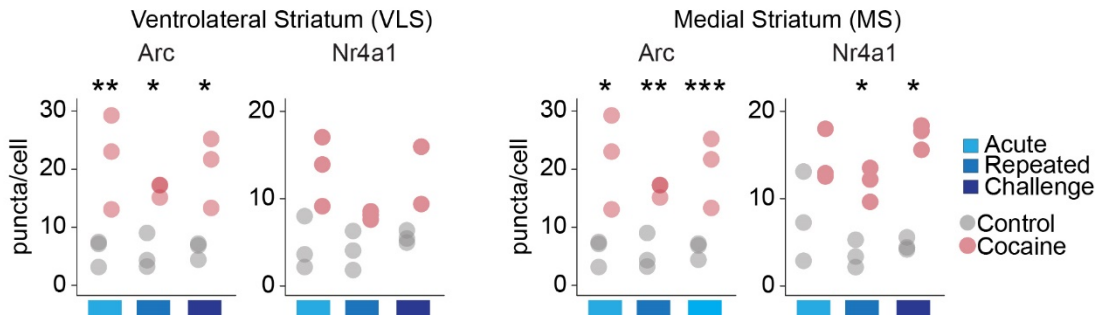 Ventrolateral Striatum (VLS)
Medial Striatum (MS)
Arc
Nr4a1
Arc
Nr4a1
** * *
* ** ***
* *
puncta/cell
30
20
10
0
20
10
0
puncta/cell
30
20
10
0
20
10
0
Acute
Repeated
Challenge
Control
Cocaine